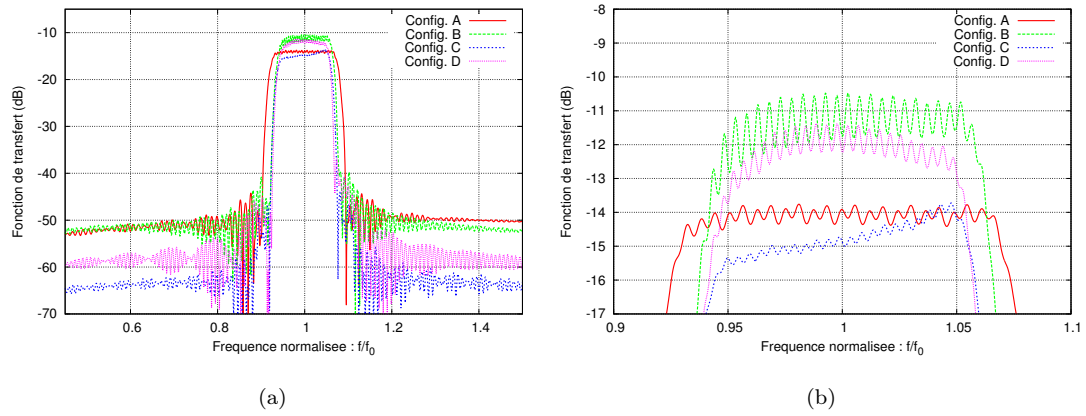 -10
-20
-30
-40
-50
-60
-70
0.6
0.8
1
1.2
1.4
Fonction de transfert (dB)
Frequence normalisee : f/f0
Config. A
Config. B
Config. C
Config. D
(a)
-8
-9
-10
-11
-12
-13
-14
-15
-16
-17
0.9
0.95
1
1.05
1.1
Fonction de transfert (dB)
Frequence normalisee : f/f0
Config. A
Config. B
Config. C
Config. D
(b)